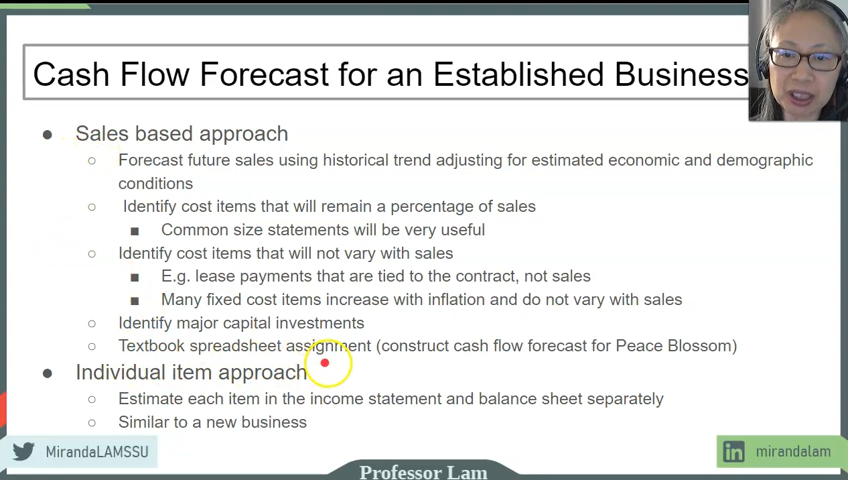 Cash Flow Forecast for an Established Business
● Sales based approach
○ Forecast future sales using historical trend adjusting for estimated economic and demographic
conditions
○ Identify cost items that will remain a percentage of sales
■ Common size statements will be very useful
○ Identify cost items that will not vary with sales
■ E.g. lease payments that are tied to the contract, not sales
■ Many fixed cost items increase with inflation and do not vary with sales
○ Identify major capital investments
○ Textbook spreadsheet assignment (construct cash flow forecast for Peace Blossom)
● Individual item approach
○ Estimate each item in the income statement and balance sheet separately
○ Similar to a new business
MirandaLAMSSU
in mirandalam
Professor Lam